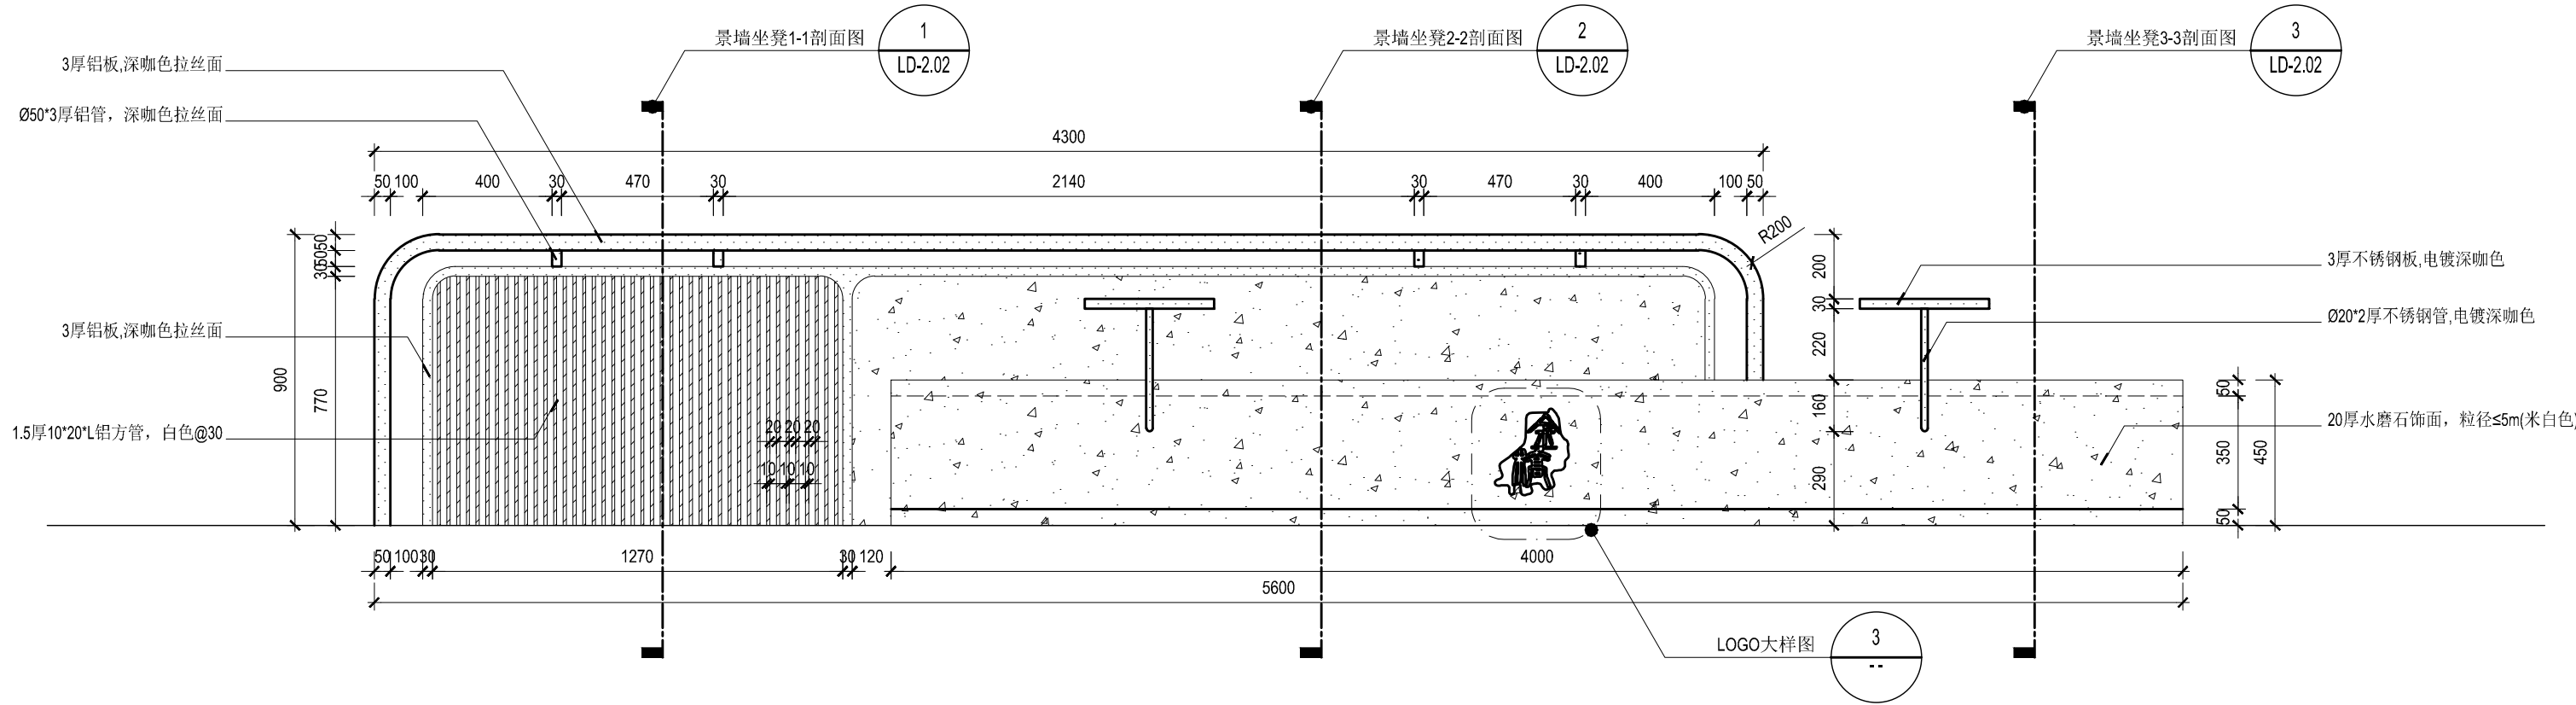 景墙坐凳1-1剖面图
1
LD-2.02
景墙坐凳2-2剖面图
2
LD-2.02
景墙坐凳3-3剖面图
3
LD-2.02
3厚铝板,深咖色拉丝面
Ø50*3厚铝管，深咖色拉丝面
4300
50 100 400 30 470 30 2140 30 470 30 400 100 50
R200
900
50
50
30
770
200
30
220
160
290
3厚不锈钢板,电镀深咖色
Ø20*2厚不锈钢管,电镀深咖色
3厚铝板,深咖色拉丝面
1.5厚10*20*L铝方管，白色@30
20 20 20
10 10 10
20厚水磨石饰面，粒径≤5m(米白色)
50
350
50
450
50 100 30 1270 30 120 4000
5600
LOGO大样图
3
--